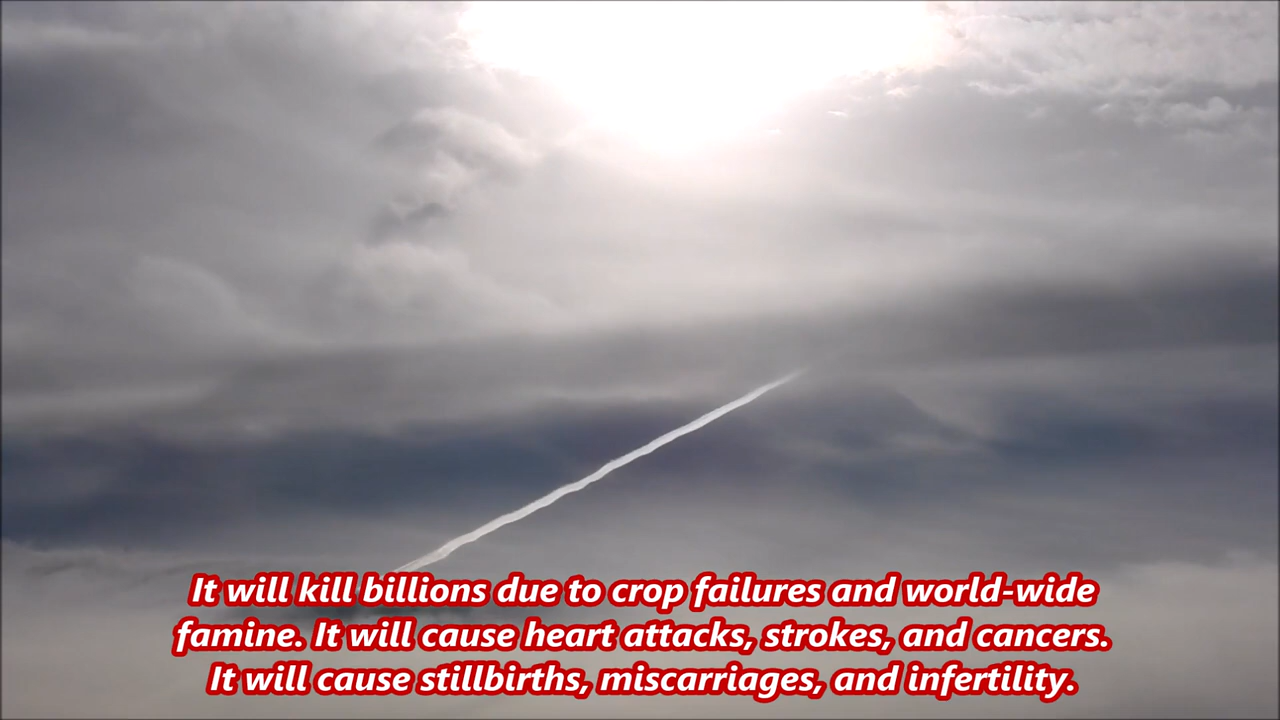 It will kill billions due to crop failures and world-wide
famine. It will cause heart attacks, strokes, and cancers.
It will cause stillbirths, miscarriages, and infertility.